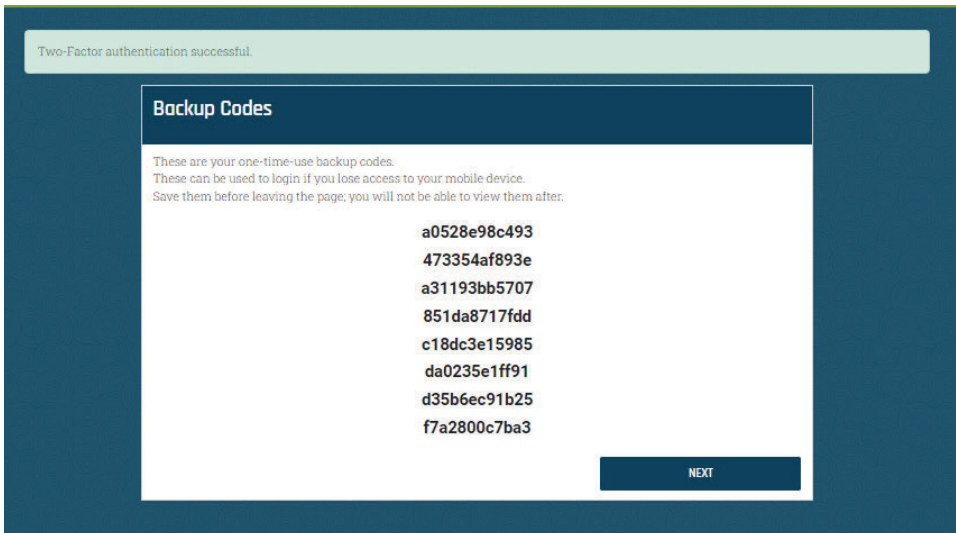 Two-Factor authentication successful.
Backup Codes
These are your one-time-use backup codes.
These can be used to login if you lose access to your mobile device.
Save them before leaving the page; you will not be able to view them after.
a0528e98c493
473354af893e
a31193bb5707
851da8717fdd
c18dc3e15985
da0235e1ff91
d35b6ec91b25
f7a2800c7ba3
NEXT